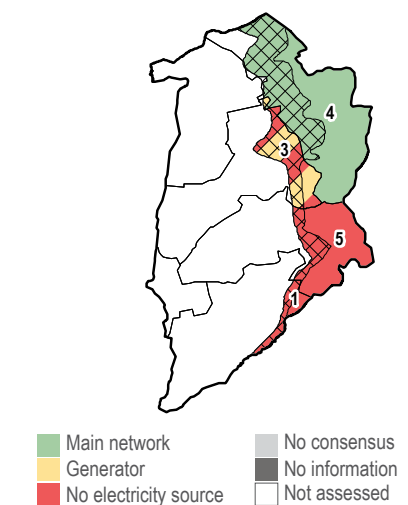 4
3
5
1
Main network
Generator
No electricity source
No consensus
No information
Not assessed